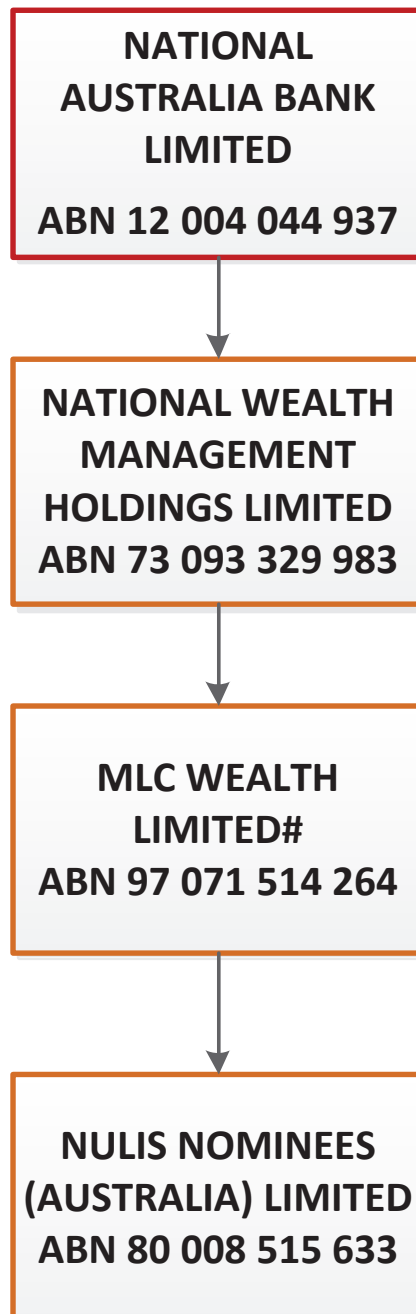 NATIONAL
AUSTRALIA BANK
LIMITED
ABN 12 004 044 937
NATIONAL WEALTH
MANAGEMENT
HOLDINGS LIMITED
ABN 73 093 329 983
MLC WEALTH
LIMITED#
ABN 97 071 514 264
NULIS NOMINEES
(AUSTRALIA) LIMITED
ABN 80 008 515 633